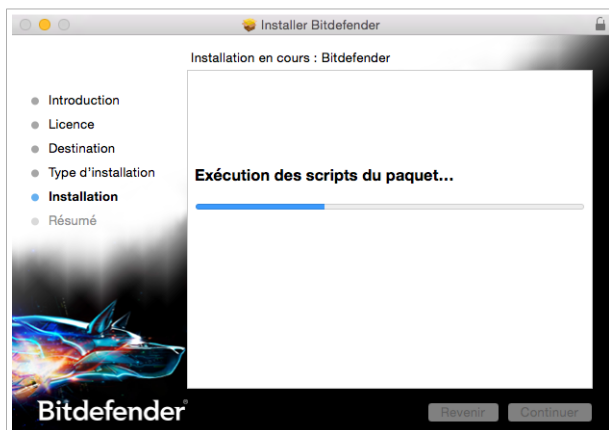 Installer Bitdefender
Installation en cours : Bitdefender
Introduction
Licence
Destination
Type d'installation
Installation
Résumé
Exécution des scripts du paquet...
Bitdefender®
Revenir
Continuer